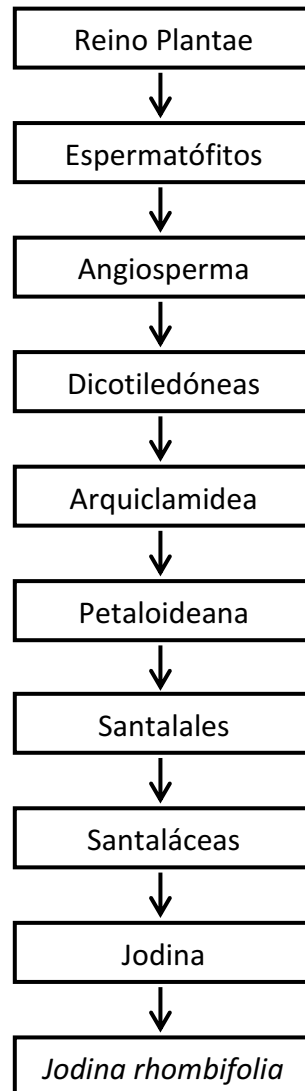 Reino Plantae
Espermatófitos
Angiosperma
Dicotiledóneas
Arquiclamidea
Petaloideana
Santalales
Santaláceas
Jodina
Jodina rhombifolia